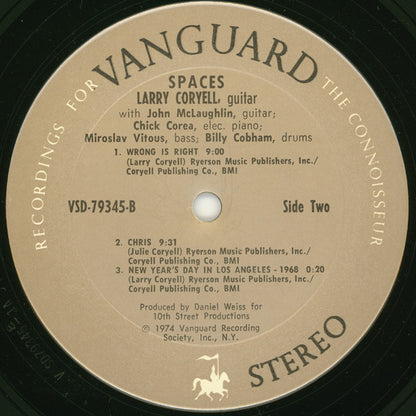 RECORDINGS FOR VANGUARD THE CONNOISSEUR
SPACES
LARRY CORYELL, guitar
with John McLaughlin, guitar;
Chick Corea, elec. piano;
Miroslav Vitous, bass; Billy Cobham, drums
1. WRONG IS RIGHT 9:00
(Larry Coryell) Ryerson Music Publishers, Inc./
Coryell Publishing Co., BMI
VSD-79345-B
Side Two
2. CHRIS 9:31
(Julie Coryell) Ryerson Music Publishers, Inc./
Coryell Publishing Co., BMI
3. NEW YEAR'S DAY IN LOS ANGELES - 1968 0:20
(Larry Coryell) Ryerson Music Publishers, Inc./
Coryell Publishing Co., BMI
Produced by Daniel Weiss for
10th Street Productions
© 1974 Vanguard Recording
Society, Inc., N.Y.
STEREO